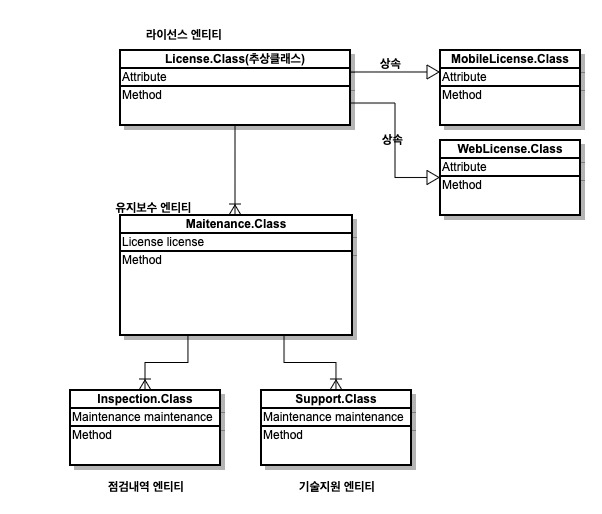 라이선스 엔티티
License.Class(추상클래스)
Attribute
Method
상속
상속
MobileLicense.Class
Attribute
Method
WebLicense.Class
Attribute
Method
유지보수 엔티티
Maitenance.Class
License license
Method
Inspection.Class
Maintenance maintenance
Method
Support.Class
Maintenance maintenance
Method
점검내역 엔티티
기술지원 엔티티